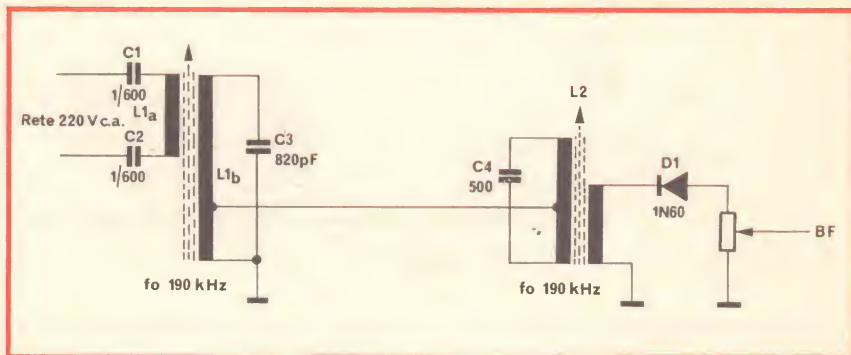 C1
1/600
L1a
Rete 220 V c.a.
C2
1/600
L1b
C3
820pF
fo 190 kHz
L2
C4
500
fo 190 kHz
D1
1N60
BF